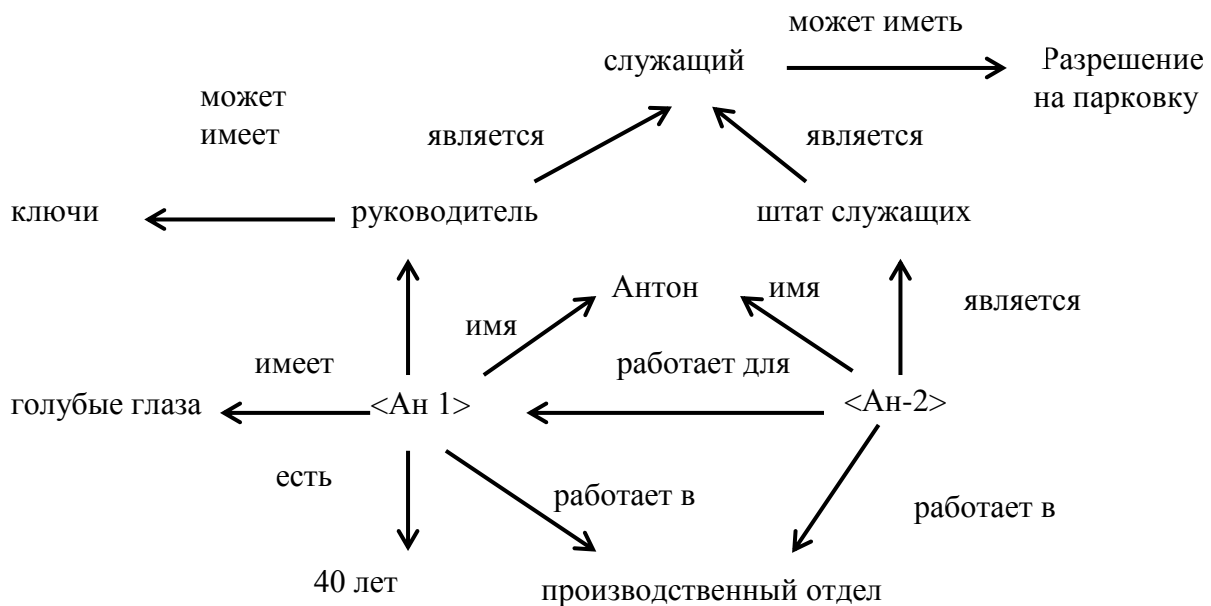 может иметь
служащий
Разрешение
на парковку
может
имеет
является
является
ключи
руководитель
штат служащих
Антон
имя
является
имя
имеет
работает для
голубые глаза
<Ан 1>
<Ан-2>
есть
работает в
работает в
40 лет
производственный отдел